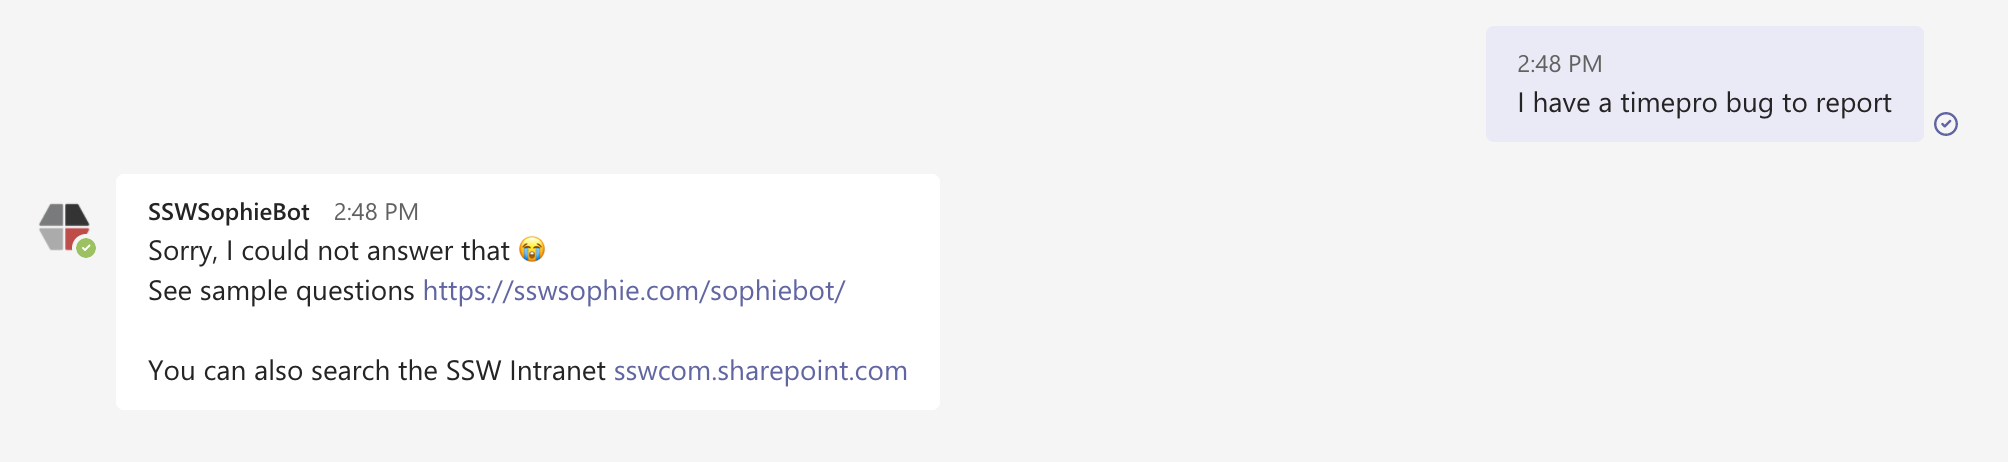 2:48 PM
I have a timepro bug to report
SSWSophieBot 2:48 PM
Sorry, I could not answer that 😭
See sample questions https://sswsophie.com/sophiebot/
You can also search the SSW Intranet sswcom.sharepoint.com